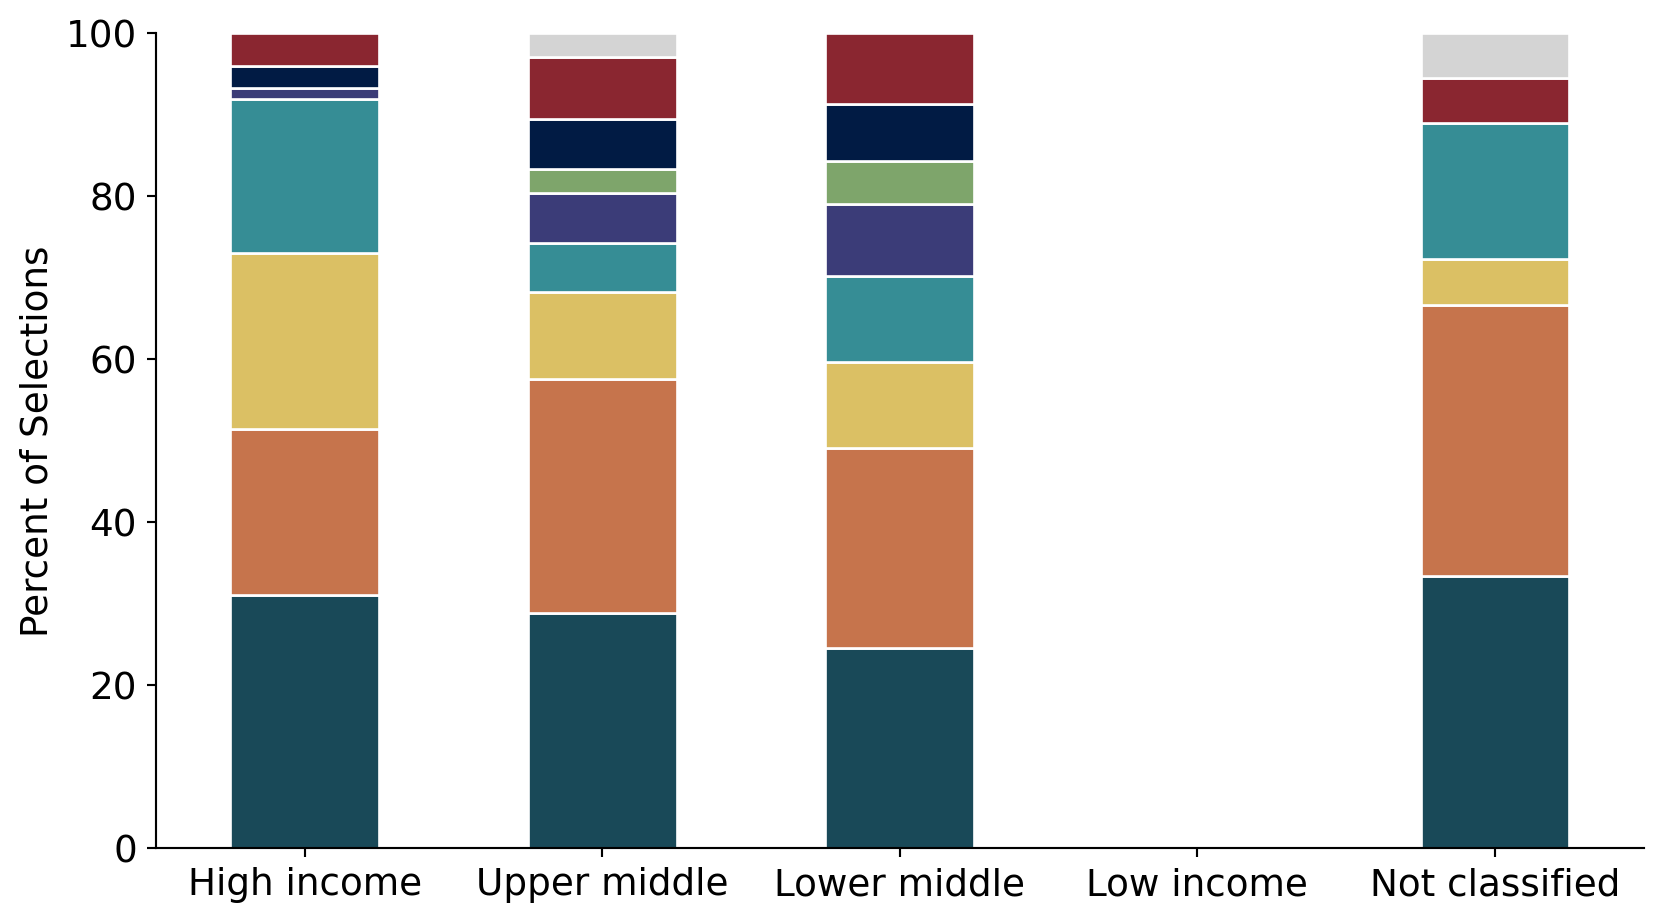 100
80
60
40
20
0
Percent of Selections
High income
Upper middle
Lower middle
Low income
Not classified